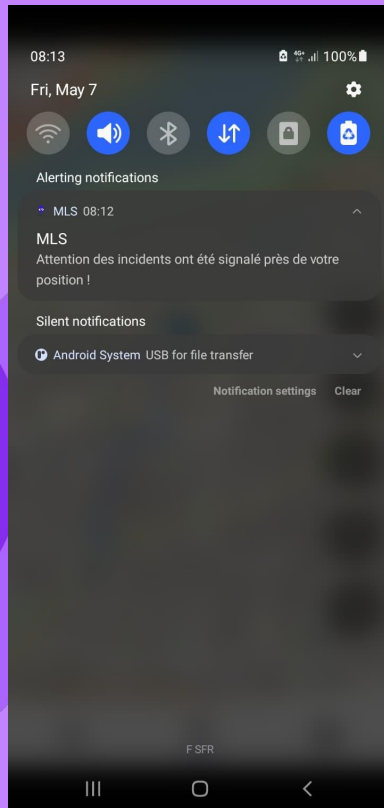 08:13 4G+ 100%
Fri, May 7
Alerting notifications
MLS 08:12
MLS
Attention des incidents ont été signalé près de votre
position !
Silent notifications
Android System USB for file transfer
Notification settings Clear
F SFR